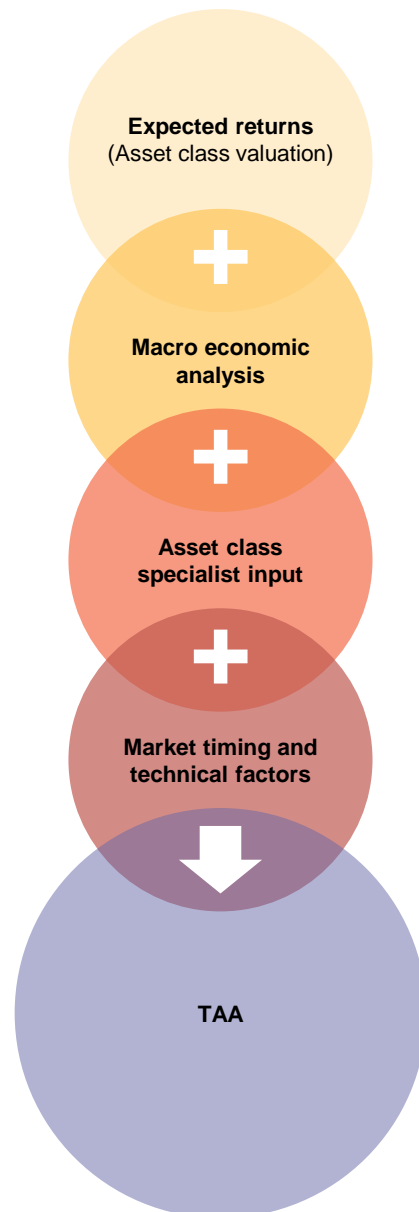 Expected returns
(Asset class valuation)
Macro economic
analysis
Asset class
specialist input
Market timing and
technical factors
TAA